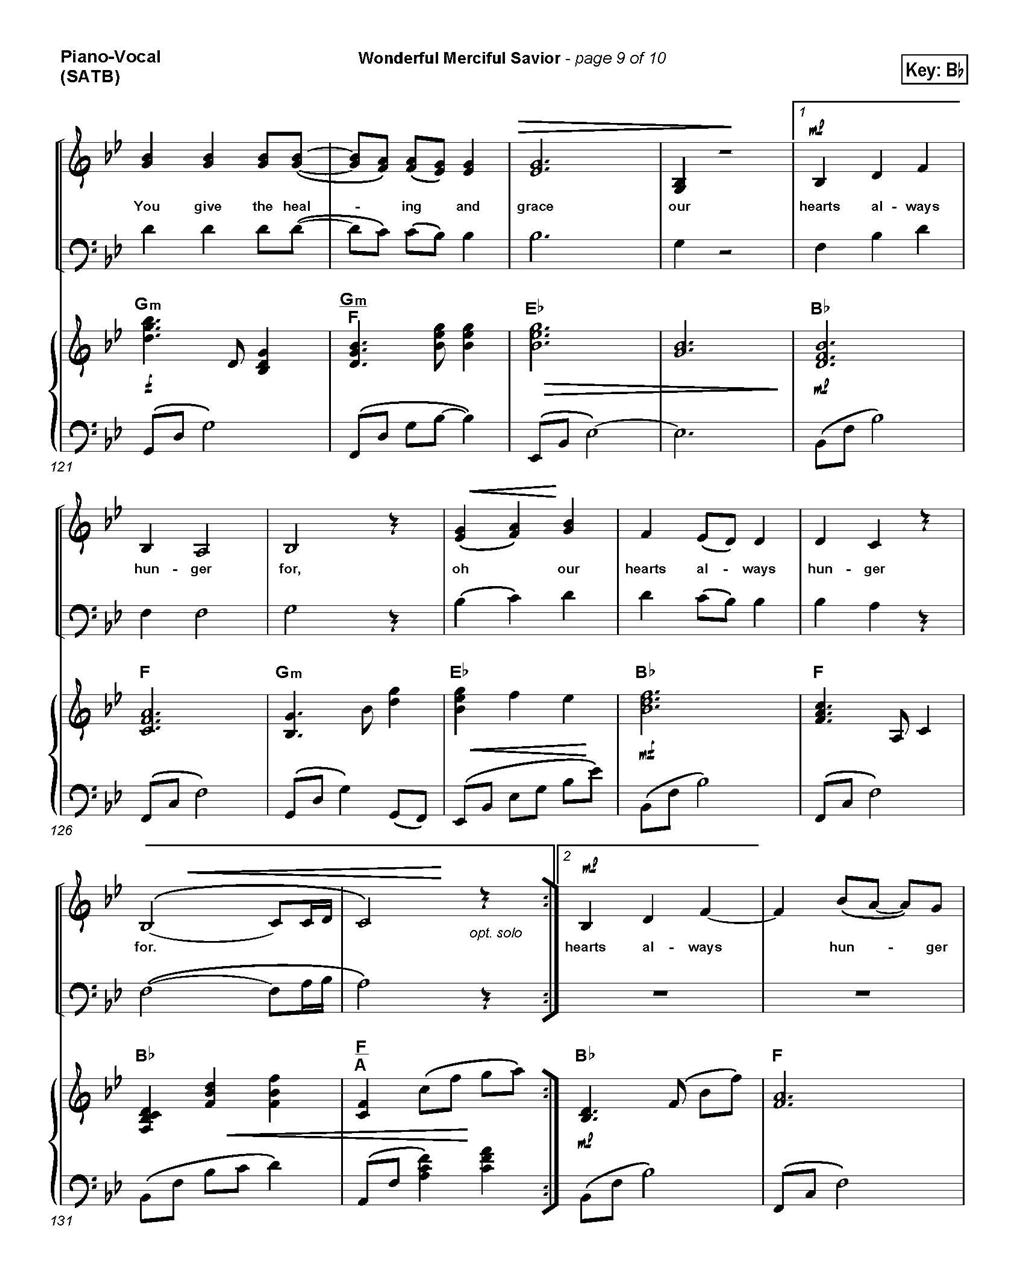 Piano-Vocal
(SATB)
Wonderful Merciful Savior - page 9 of 10
Key: B♭
1
mf
You give the heal - ing and grace our hearts al - ways
Gm Gm/F E♭ B♭
f mf
121
hun - ger for, oh our hearts al - ways hun - ger
F Gm E♭ B♭ F
mf
126
2
mf
for. opt. solo hearts al - ways hun - ger
B♭ F/A B♭ F
mf
131